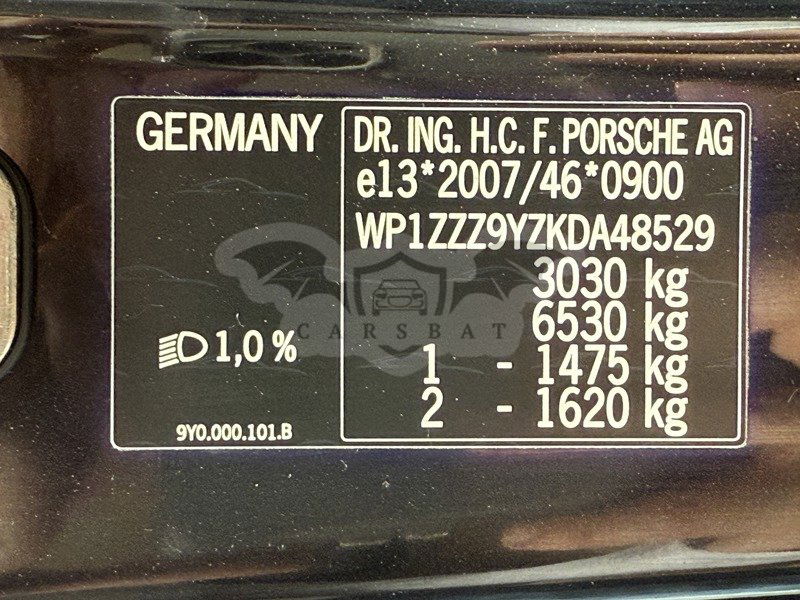 GERMANY
1,0 %
9Y0.000.101.B
DR. ING. H.C. F. PORSCHE AG
e13*2007/46*0900
WP1ZZZ9YZKDA48529
3030 kg
6530 kg
1 - 1475 kg
2 - 1620 kg
CARSBAT